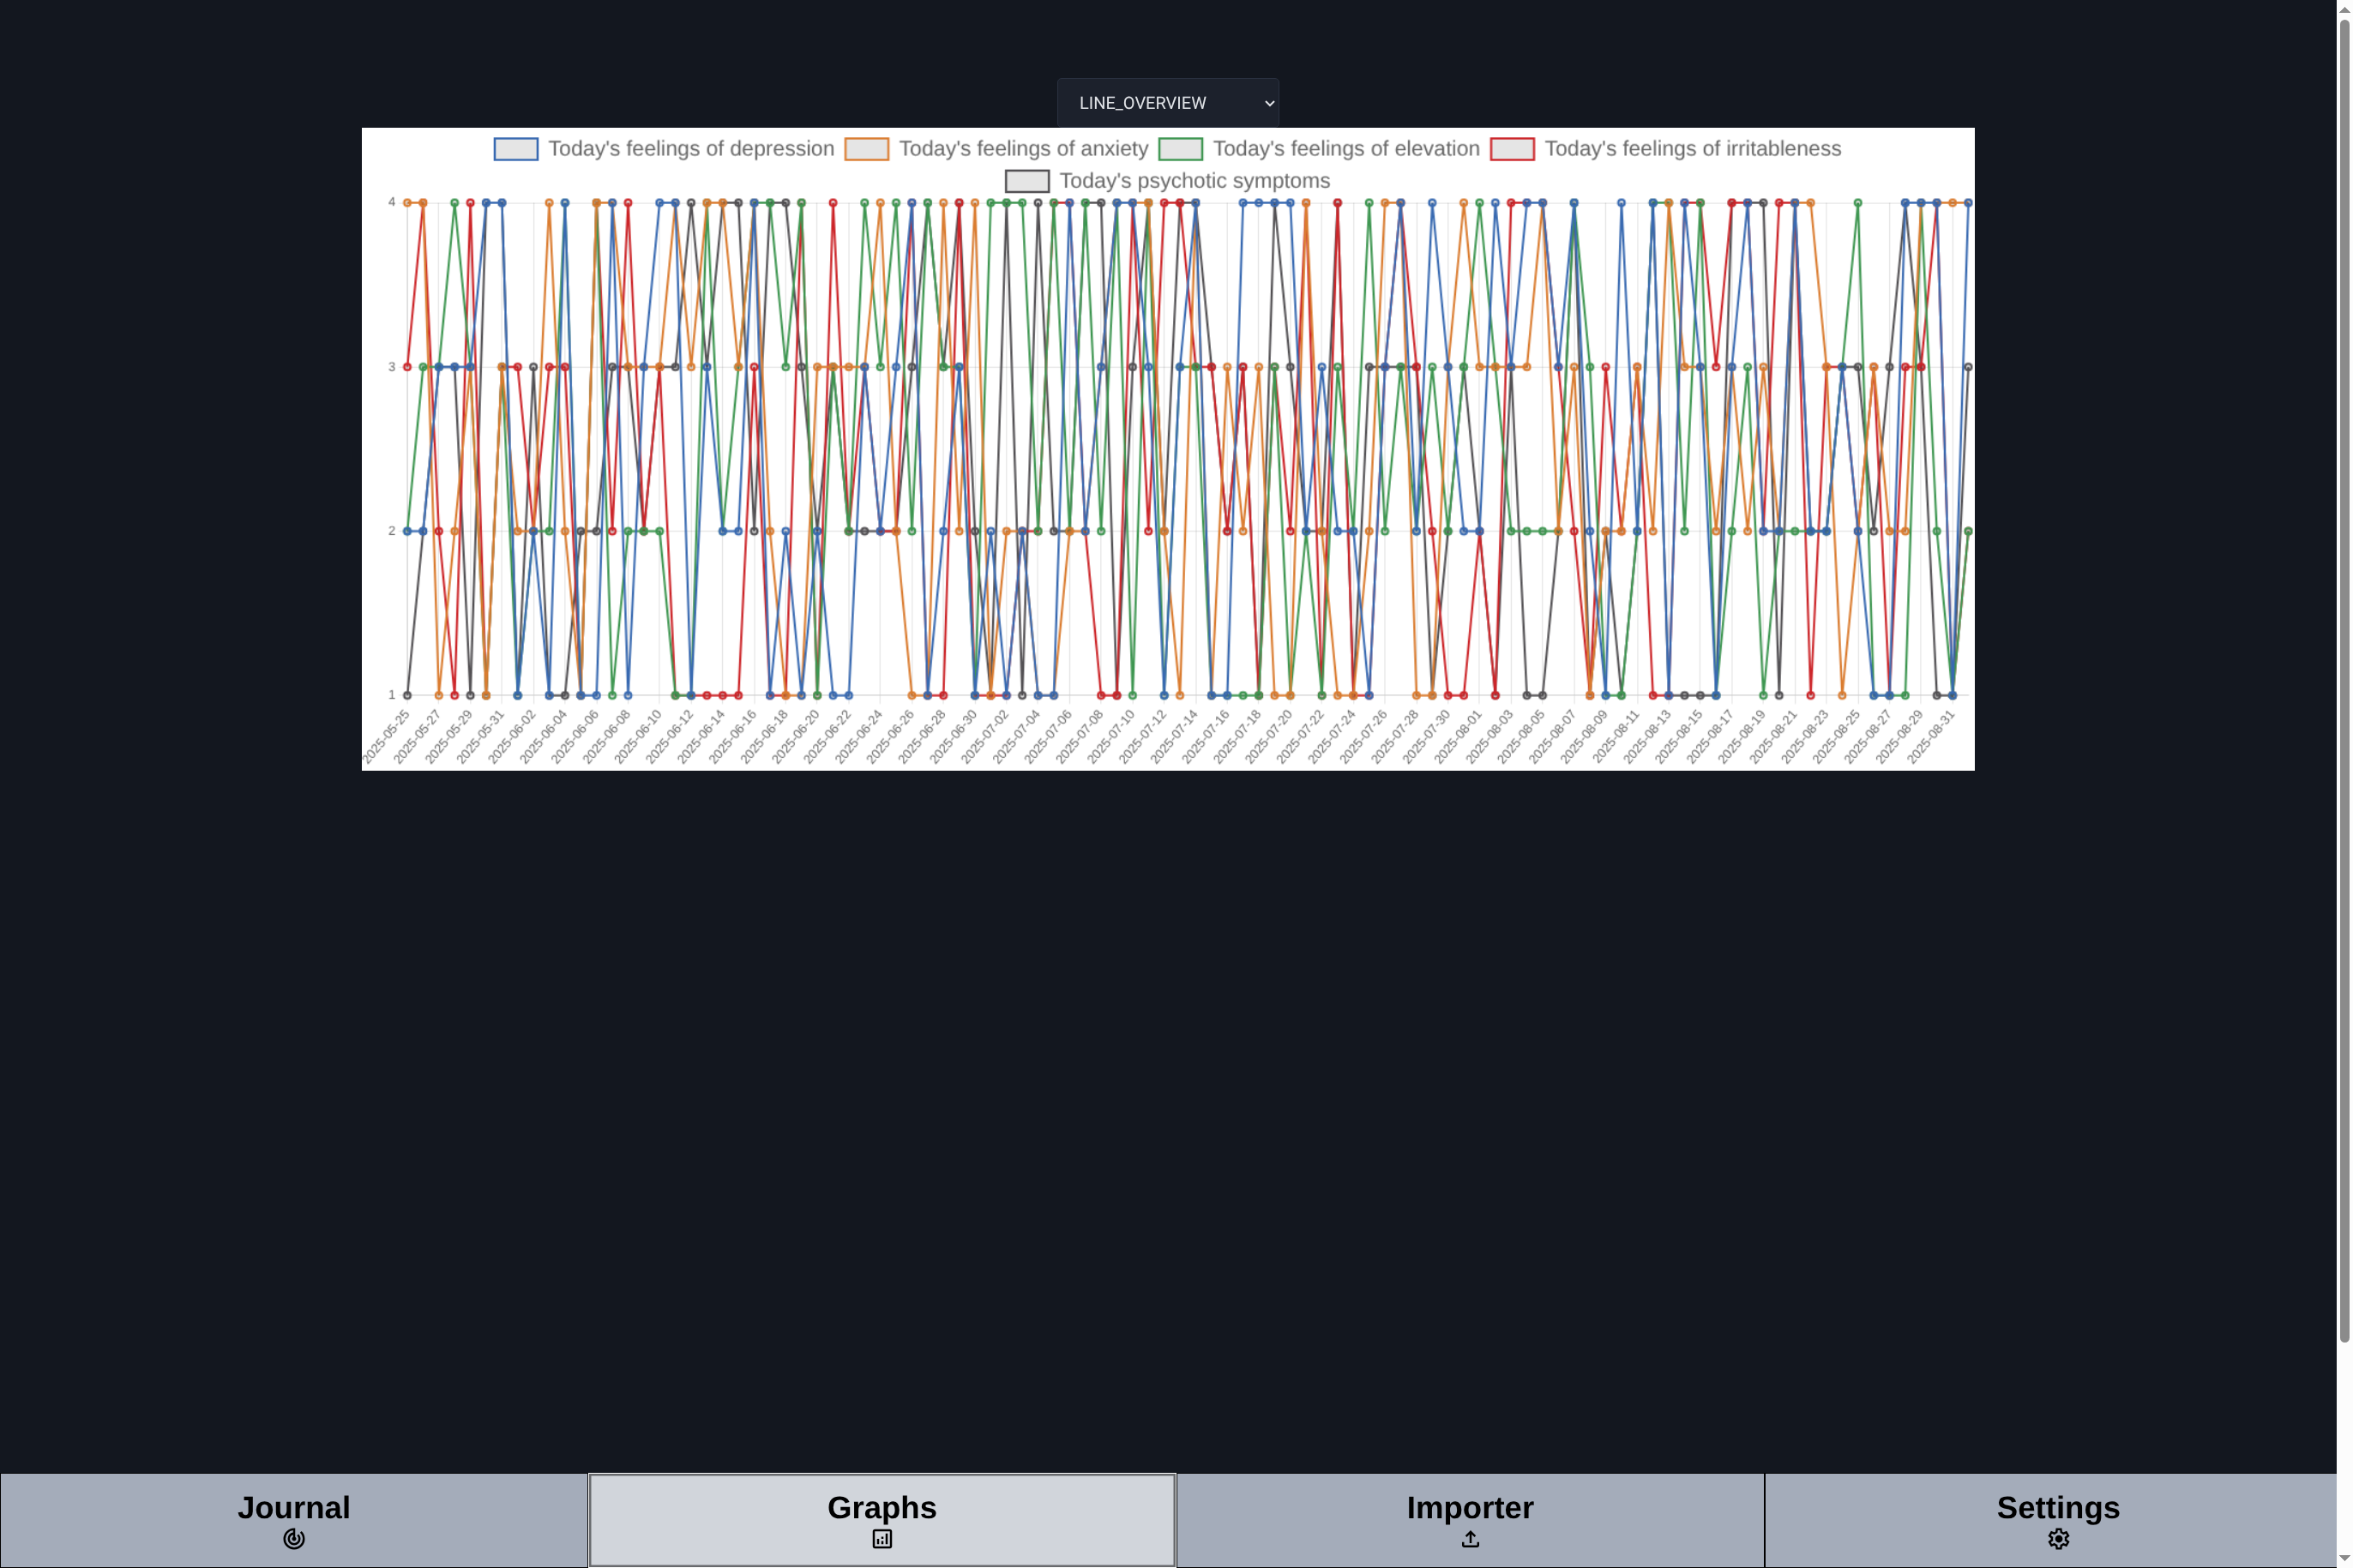 LINE_OVERVIEW
Today's feelings of depression Today's feelings of anxiety Today's feelings of elevation Today's feelings of irritableness
Today's psychotic symptoms
4
3
2
1
2025-05-25 2025-05-27 2025-05-29 2025-05-31 2025-06-02 2025-06-04 2025-06-06 2025-06-08 2025-06-10 2025-06-12 2025-06-14 2025-06-16 2025-06-18 2025-06-20 2025-06-22 2025-06-24 2025-06-26 2025-06-28 2025-06-30 2025-07-02 2025-07-04 2025-07-06 2025-07-08 2025-07-10 2025-07-12 2025-07-14 2025-07-16 2025-07-18 2025-07-20 2025-07-22 2025-07-24 2025-07-26 2025-07-28 2025-07-30 2025-08-01 2025-08-03 2025-08-05 2025-08-07 2025-08-09 2025-08-11 2025-08-13 2025-08-15 2025-08-17 2025-08-19 2025-08-21 2025-08-23 2025-08-25 2025-08-27 2025-08-29 2025-08-31
Journal Graphs Importer Settings